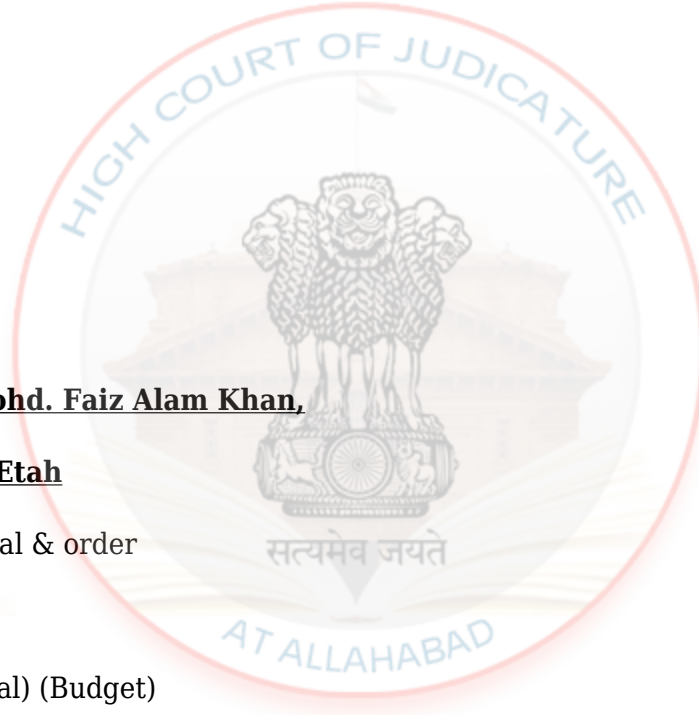 HIGH COURT OF JUDICATURE
ohd. Faiz Alam Khan,
Etah
al & order
सत्यमेव जयते
AT ALLAHABAD
al) (Budget)